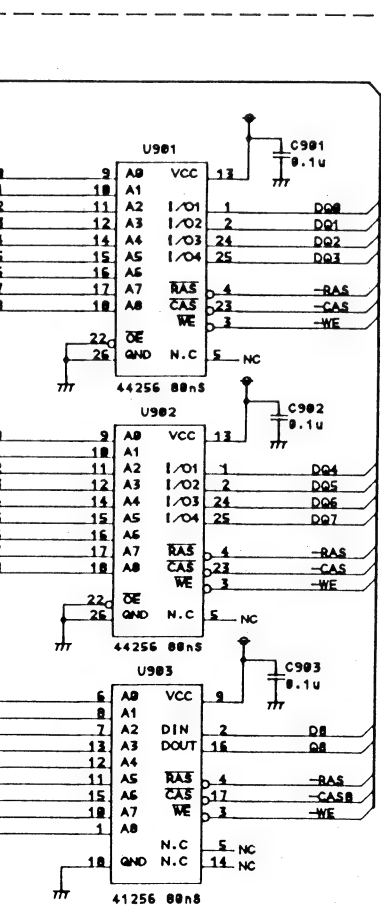 U901
C901
0.1u
9 A0 VCC 13
10 A1
11 A2 I/O1 1 DQ0
12 A3 I/O2 2 DQ1
14 A4 I/O3 24 DQ2
15 A5 I/O4 25 DQ3
16 A6
17 A7 RAS 4 -RAS
18 A8 CAS 23 -CAS
WE 3 -WE
22 OE
26 GND N.C 5 NC
44256 80nS
U902
C902
0.1u
9 A0 VCC 13
10 A1
11 A2 I/O1 1 DQ4
12 A3 I/O2 2 DQ5
14 A4 I/O3 24 DQ6
15 A5 I/O4 25 DQ7
16 A6
17 A7 RAS 4 -RAS
18 A8 CAS 23 -CAS
WE 3 -WE
22 OE
26 GND N.C 5 NC
44256 80nS
U903
C903
0.1u
6 A0 VCC 9
8 A1
7 A2 DIN 2 D8
13 A3 DOUT 16 Q8
12 A4
11 A5 RAS 4 -RAS
15 A6 CAS 17 -CAS8
10 A7 WE 3 -WE
1 A8
N.C 5 NC
18 GND N.C 14 NC
41256 80nS